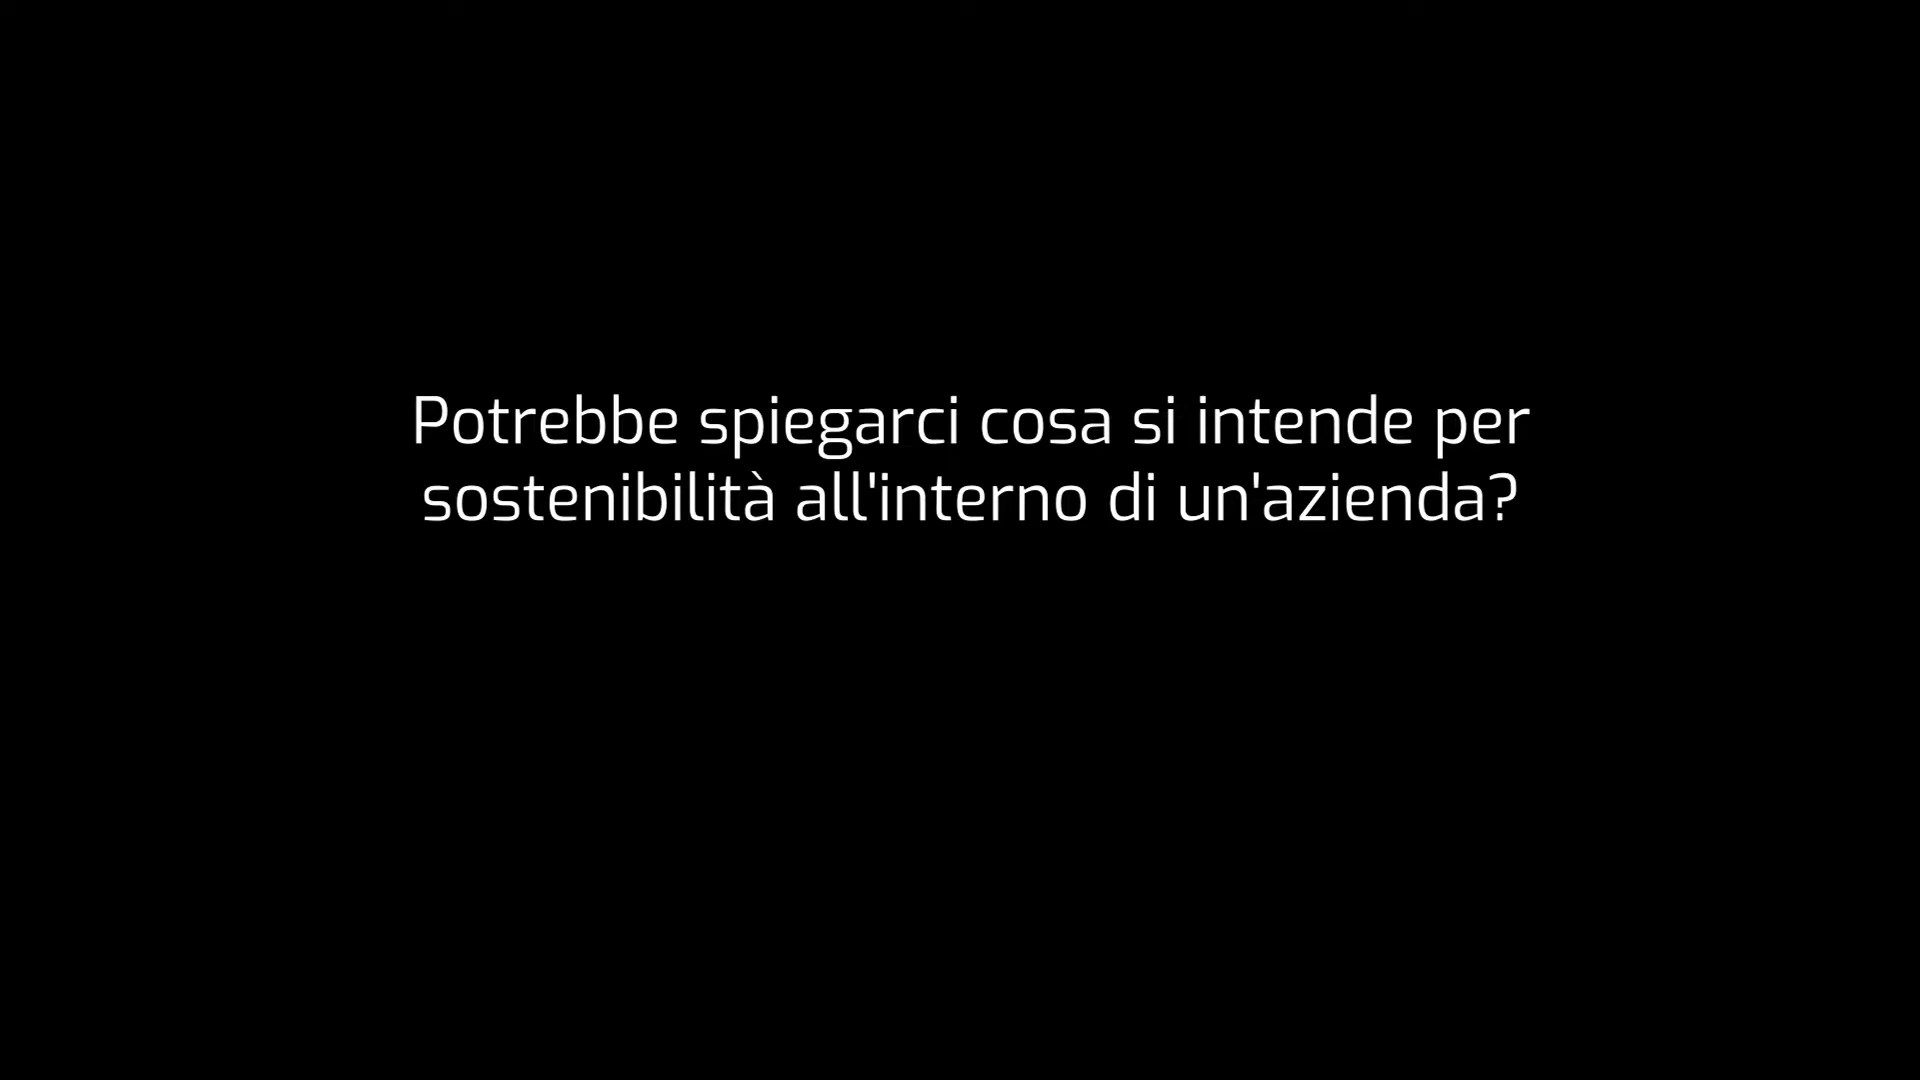 Potrebbe spiegarci cosa si intende per
sostenibilità all'interno di un'azienda?